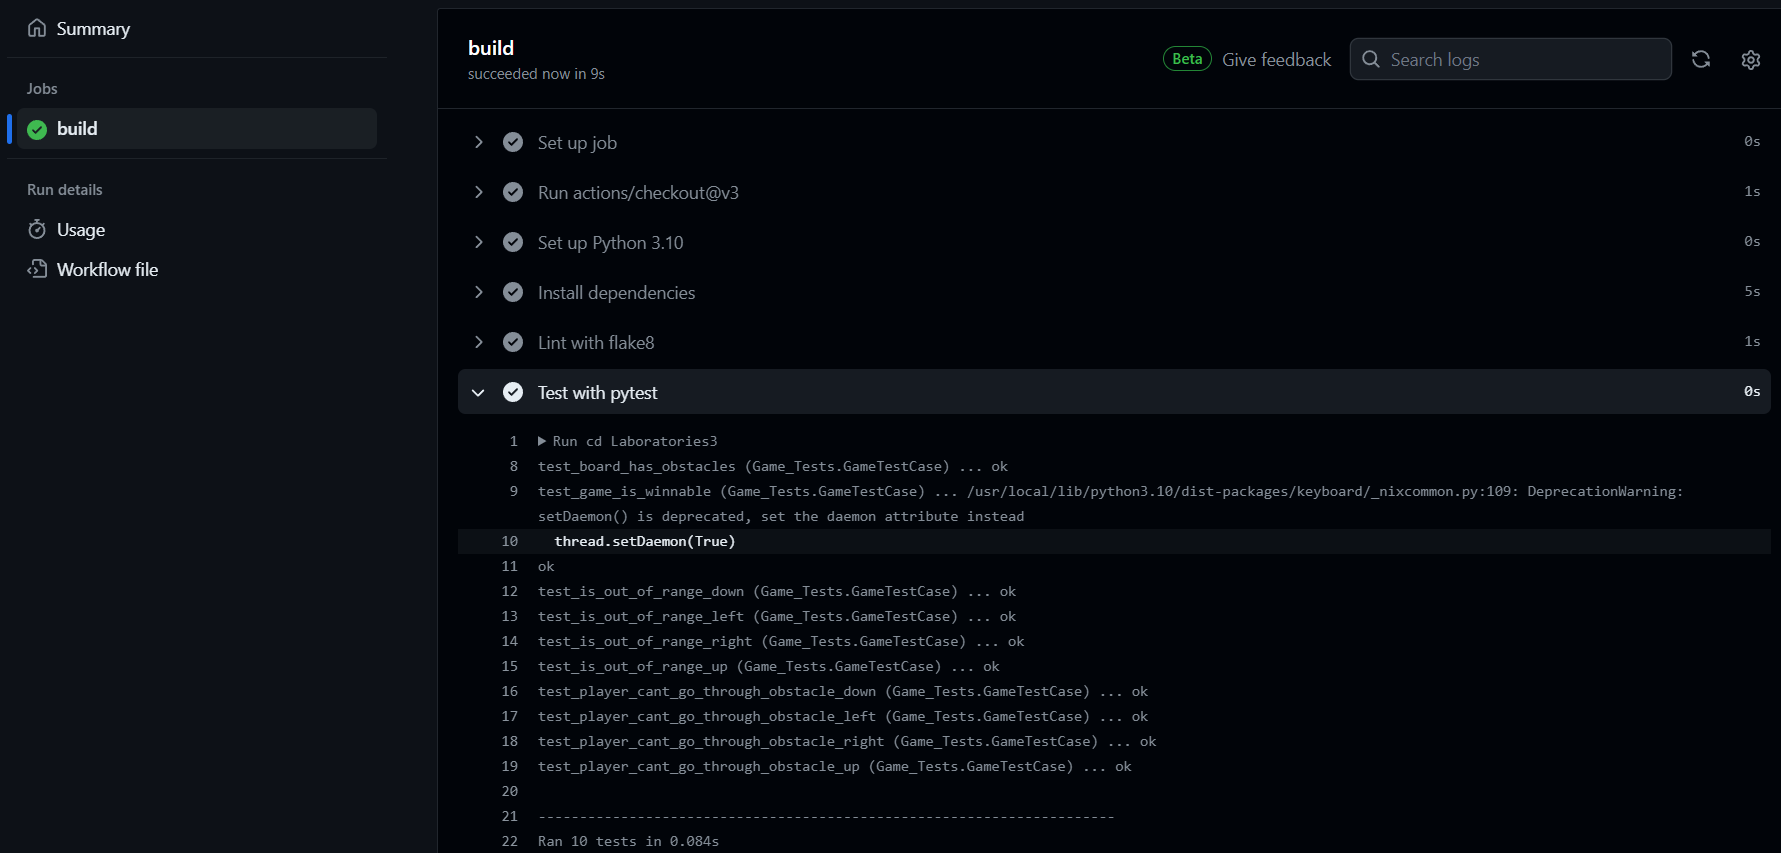 Summary
Jobs
build
Run details
Usage
Workflow file
build
succeeded now in 9s
Beta Give feedback
Search logs
Set up job 0s
Run actions/checkout@v3 1s
Set up Python 3.10 0s
Install dependencies 5s
Lint with flake8 1s
Test with pytest 0s
1 Run cd Laboratories3
8 test_board_has_obstacles (Game_Tests.GameTestCase) ... ok
9 test_game_is_winnable (Game_Tests.GameTestCase) ... /usr/local/lib/python3.10/dist-packages/keyboard/_nixcommon.py:109: DeprecationWarning:
setDaemon() is deprecated, set the daemon attribute instead
10 thread.setDaemon(True)
11 ok
12 test_is_out_of_range_down (Game_Tests.GameTestCase) ... ok
13 test_is_out_of_range_left (Game_Tests.GameTestCase) ... ok
14 test_is_out_of_range_right (Game_Tests.GameTestCase) ... ok
15 test_is_out_of_range_up (Game_Tests.GameTestCase) ... ok
16 test_player_cant_go_through_obstacle_down (Game_Tests.GameTestCase) ... ok
17 test_player_cant_go_through_obstacle_left (Game_Tests.GameTestCase) ... ok
18 test_player_cant_go_through_obstacle_right (Game_Tests.GameTestCase) ... ok
19 test_player_cant_go_through_obstacle_up (Game_Tests.GameTestCase) ... ok
20
21 ----------------------------------------------------------------------
22 Ran 10 tests in 0.084s